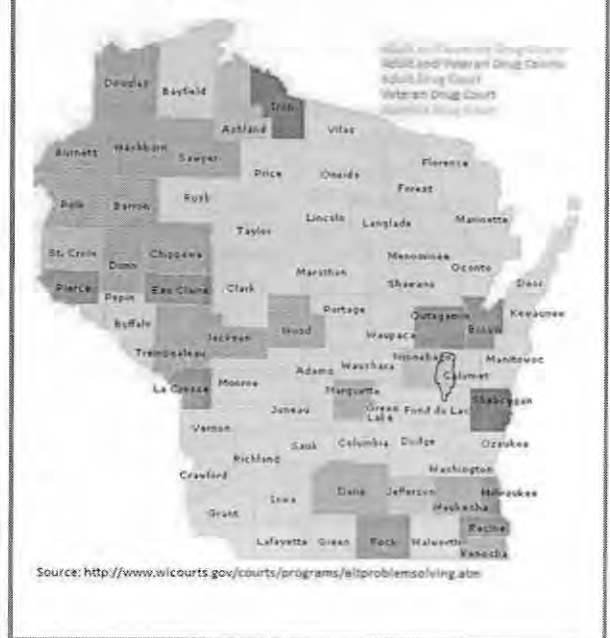 Adult and Veteran Drug Courts
Adult Drug Court
Veteran Drug Court
Douglas
Bayfield
Iron
Ashland
Vilas
Burnett
Washburn
Sawyer
Florence
Price
Oneida
Forest
Polk
Barron
Rusk
Lincoln
Langlade
Marinette
Taylor
St. Croix
Dunn
Chippewa
Menominee
Oconto
Door
Marathon
Shawano
Pierce
Pepin
Eau Claire
Clark
Buffalo
Portage
Outagamie
Brown
Kewaunee
Trempealeau
Jackson
Wood
Waupaca
Winnebago
Manitowoc
Adams
Waushara
Calumet
La Crosse
Monroe
Marquette
Sheboygan
Juneau
Green Lake
Fond du Lac
Vernon
Sauk
Columbia
Dodge
Ozaukee
Richland
Washington
Crawford
Iowa
Dane
Jefferson
Milwaukee
Waukesha
Grant
Racine
Lafayette
Green
Rock
Walworth
Kenosha
Source: http://www.wicourts.gov/courts/programs/altproblemsolving.htm